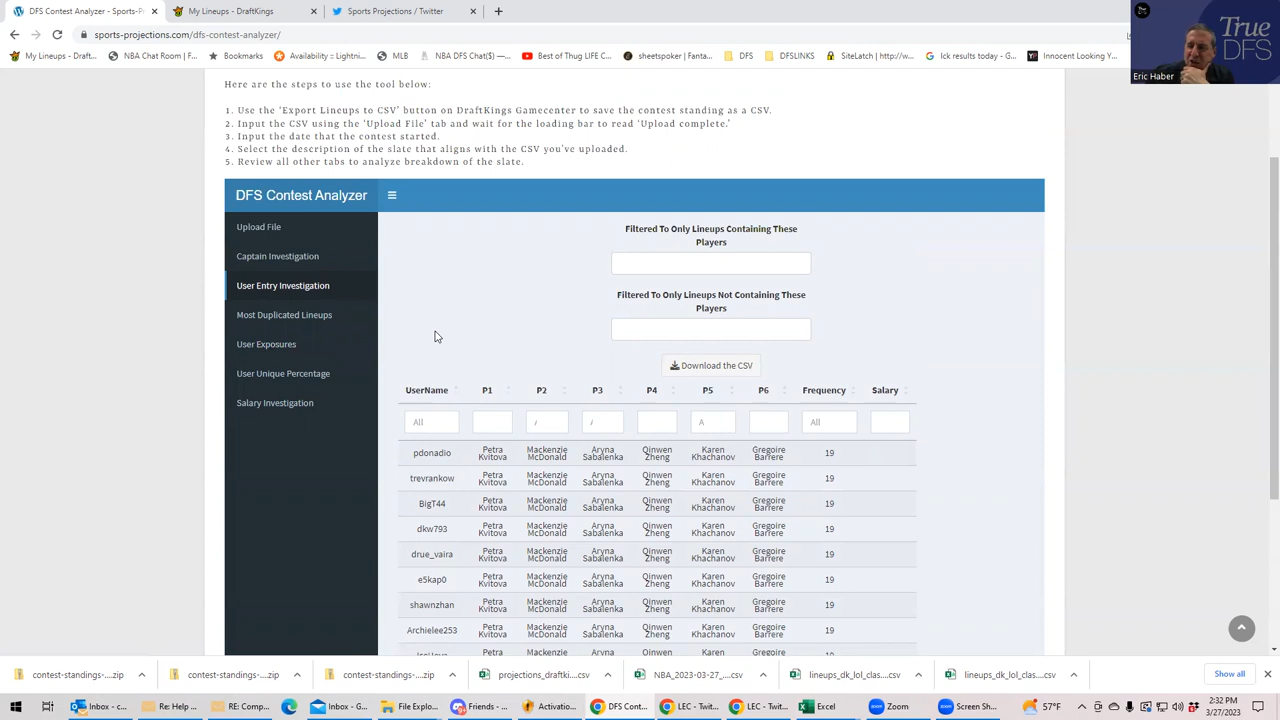 DFS Contest Analyzer - Sports-Pro
My Lineups - DraftKings
Sports Projections / Twitter
sports-projections.com/dfs-contest-analyzer/
My Lineups - Draft...
NBA Chat Room | F...
Bookmarks
Availability :: Lightni...
MLB
NBA DFS Chat($) —...
Best of Thug LIFE C...
sheetspoker | Fanta...
DFS
DFSLINKS
SiteLatch | http://w...
lck results today - G...
Innocent Looking Y...
True
DFS
Eric Haber
Here are the steps to use the tool below:
1. Use the 'Export Lineups to CSV' button on DraftKings Gamecenter to save the contest standing as a CSV.
2. Input the CSV using the 'Upload File' tab and wait for the loading bar to read 'Upload complete.'
3. Input the date that the contest started.
4. Select the description of the slate that aligns with the CSV you've uploaded.
5. Review all other tabs to analyze breakdown of the slate.
DFS Contest Analyzer
Upload File
Captain Investigation
User Entry Investigation
Most Duplicated Lineups
User Exposures
User Unique Percentage
Salary Investigation
Filtered To Only Lineups Containing These
Players
Filtered To Only Lineups Not Containing These
Players
Download the CSV
UserName P1 P2 P3 P4 P5 P6 Frequency Salary
All A All
pdonadio Petra Kvitova Mackenzie McDonald Aryna Sabalenka Qinwen Zheng Karen Khachanov Gregoire Barrere 19
trevrankow Petra Kvitova Mackenzie McDonald Aryna Sabalenka Qinwen Zheng Karen Khachanov Gregoire Barrere 19
BigT44 Petra Kvitova Mackenzie McDonald Aryna Sabalenka Qinwen Zheng Karen Khachanov Gregoire Barrere 19
dkw793 Petra Kvitova Mackenzie McDonald Aryna Sabalenka Qinwen Zheng Karen Khachanov Gregoire Barrere 19
drue_vaira Petra Kvitova Mackenzie McDonald Aryna Sabalenka Qinwen Zheng Karen Khachanov Gregoire Barrere 19
e5kap0 Petra Kvitova Mackenzie McDonald Aryna Sabalenka Qinwen Zheng Karen Khachanov Gregoire Barrere 19
shawnzhan Petra Kvitova Mackenzie McDonald Aryna Sabalenka Qinwen Zheng Karen Khachanov Gregoire Barrere 19
Archielee253 Petra Kvitova Mackenzie McDonald Aryna Sabalenka Qinwen Zheng Karen Khachanov Gregoire Barrere 19
Petra Mackenzie Aryna Qinwen Karen Gregoire
contest-standings-....zip
contest-standings-....zip
contest-standings-....zip
projections_draftki....csv
NBA_2023-03-27_....csv
lineups_dk_lol_clas....csv
lineups_dk_lol_clas....csv
Show all
Inbox - c...
Re: Help ...
RE: Comp...
File Explo...
Friends - ...
Activation...
DFS Cont...
LEC - Twit...
LEC - Twit...
Excel
Zoom
Screen Sh...
Inbox - v...
57°F
2:32 PM
3/27/2023